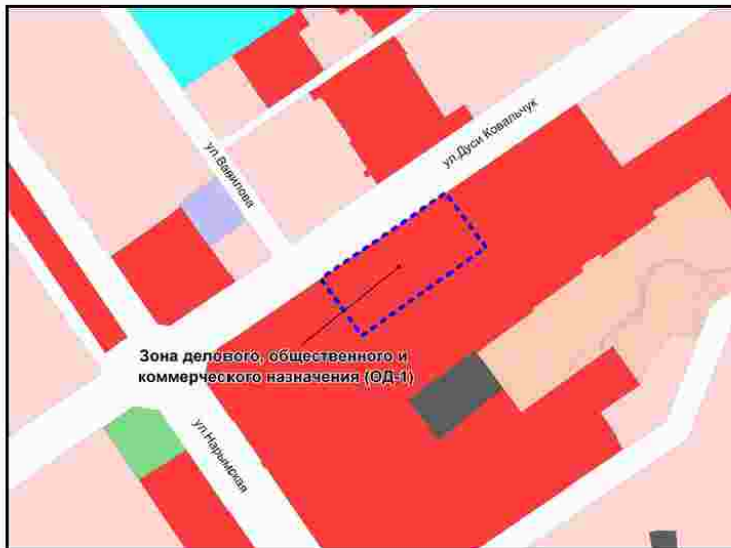 ул.Дуси Ковальчук
ул.Вавилова
Зона делового, общественного и
коммерческого назначения (ОД-1)
ул.Нарымская